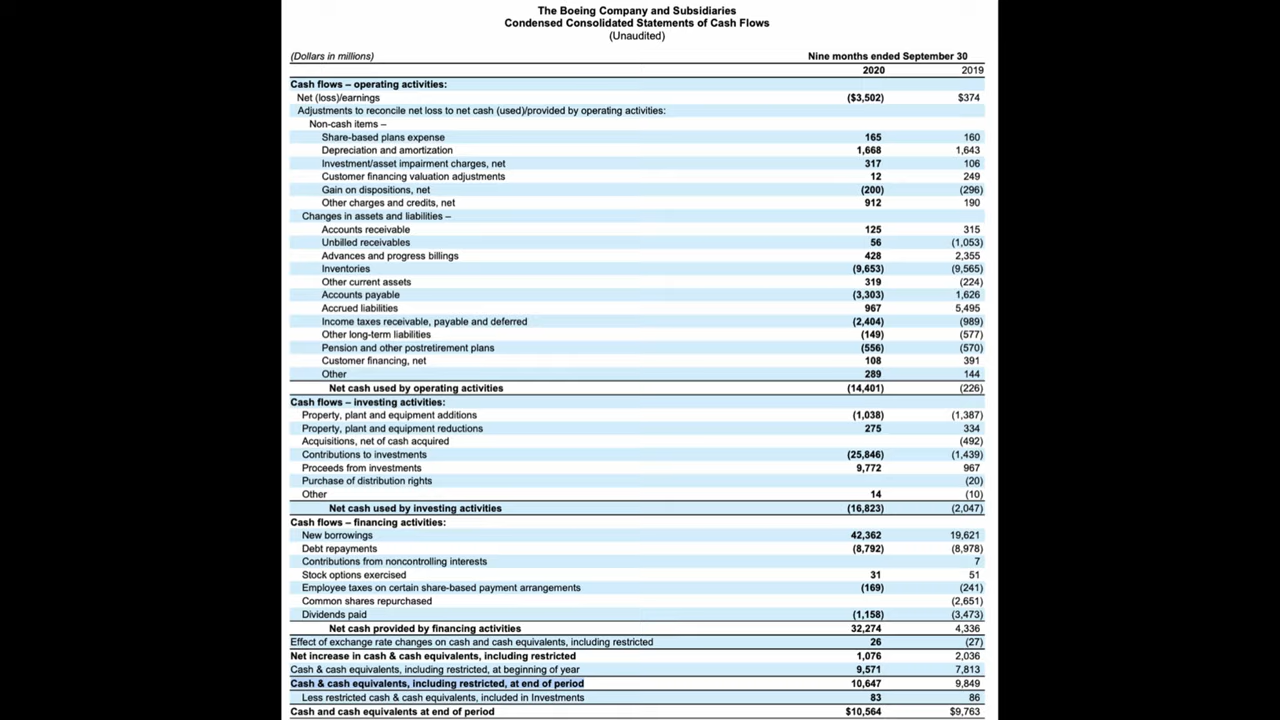 The Boeing Company and Subsidiaries
Condensed Consolidated Statements of Cash Flows
(Unaudited)
(Dollars in millions) Nine months ended September 30
2020 2019
Cash flows – operating activities:
Net (loss)/earnings ($3,502) $374
Adjustments to reconcile net loss to net cash (used)/provided by operating activities:
Non-cash items –
Share-based plans expense 165 160
Depreciation and amortization 1,668 1,643
Investment/asset impairment charges, net 317 106
Customer financing valuation adjustments 12 249
Gain on dispositions, net (200) (296)
Other charges and credits, net 912 190
Changes in assets and liabilities –
Accounts receivable 125 315
Unbilled receivables 56 (1,053)
Advances and progress billings 428 2,355
Inventories (9,653) (9,565)
Other current assets 319 (224)
Accounts payable (3,303) 1,626
Accrued liabilities 967 5,495
Income taxes receivable, payable and deferred (2,404) (989)
Other long-term liabilities (149) (577)
Pension and other postretirement plans (556) (570)
Customer financing, net 108 391
Other 289 144
Net cash used by operating activities (14,401) (226)
Cash flows – investing activities:
Property, plant and equipment additions (1,038) (1,387)
Property, plant and equipment reductions 275 334
Acquisitions, net of cash acquired (492)
Contributions to investments (25,846) (1,439)
Proceeds from investments 9,772 967
Purchase of distribution rights (20)
Other 14 (10)
Net cash used by investing activities (16,823) (2,047)
Cash flows – financing activities:
New borrowings 42,362 19,621
Debt repayments (8,792) (8,978)
Contributions from noncontrolling interests 7
Stock options exercised 31 51
Employee taxes on certain share-based payment arrangements (169) (241)
Common shares repurchased (2,651)
Dividends paid (1,158) (3,473)
Net cash provided by financing activities 32,274 4,336
Effect of exchange rate changes on cash and cash equivalents, including restricted 26 (27)
Net increase in cash & cash equivalents, including restricted 1,076 2,036
Cash & cash equivalents, including restricted, at beginning of year 9,571 7,813
Cash & cash equivalents, including restricted, at end of period 10,647 9,849
Less restricted cash & cash equivalents, included in Investments 83 86
Cash and cash equivalents at end of period $10,564 $9,763